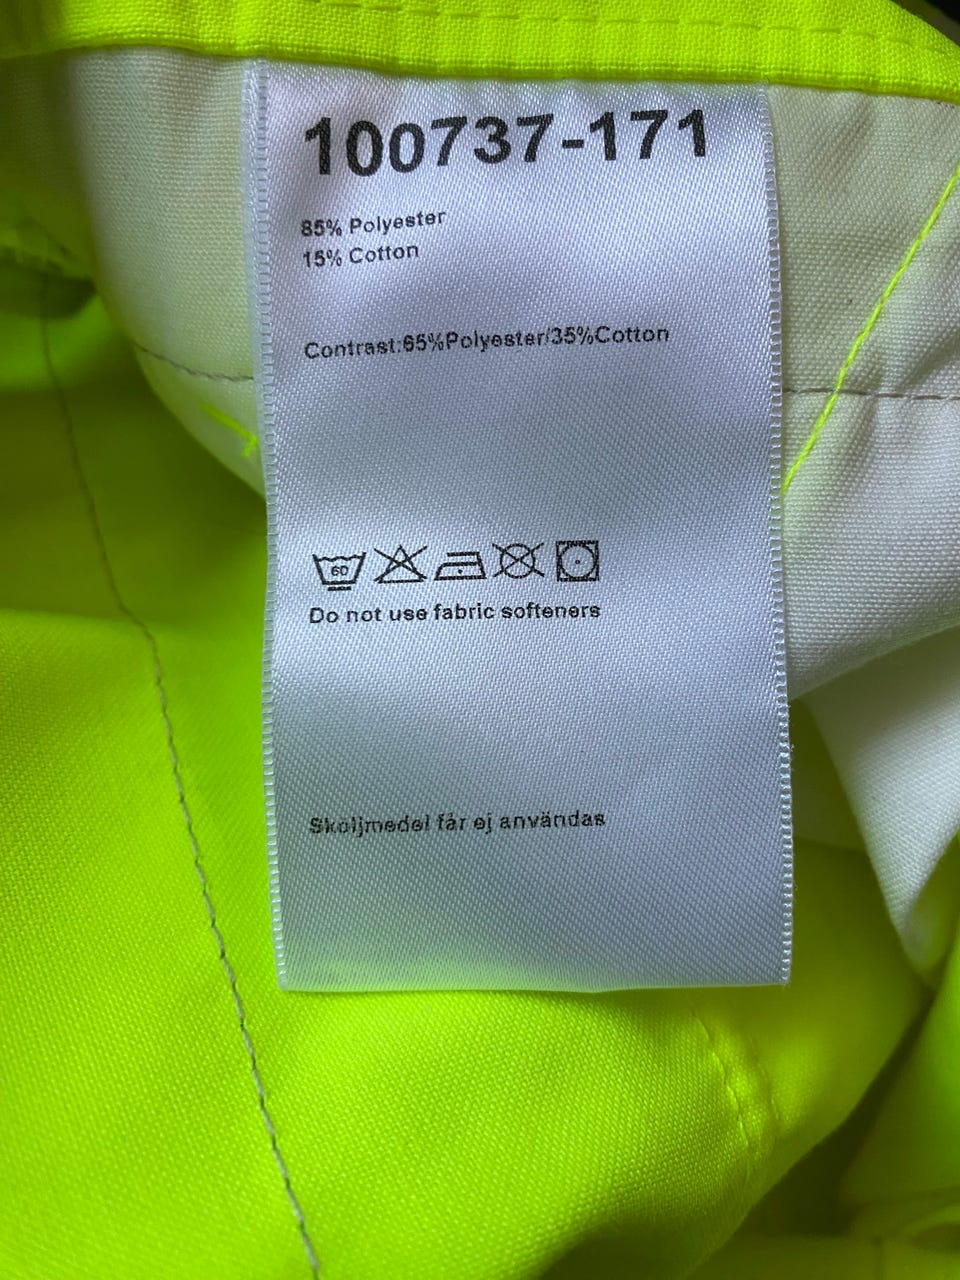 100737-171
85% Polyester
15% Cotton
Contrast:65%Polyester/35%Cotton
60
Do not use fabric softeners
Sköljmedel får ej användas